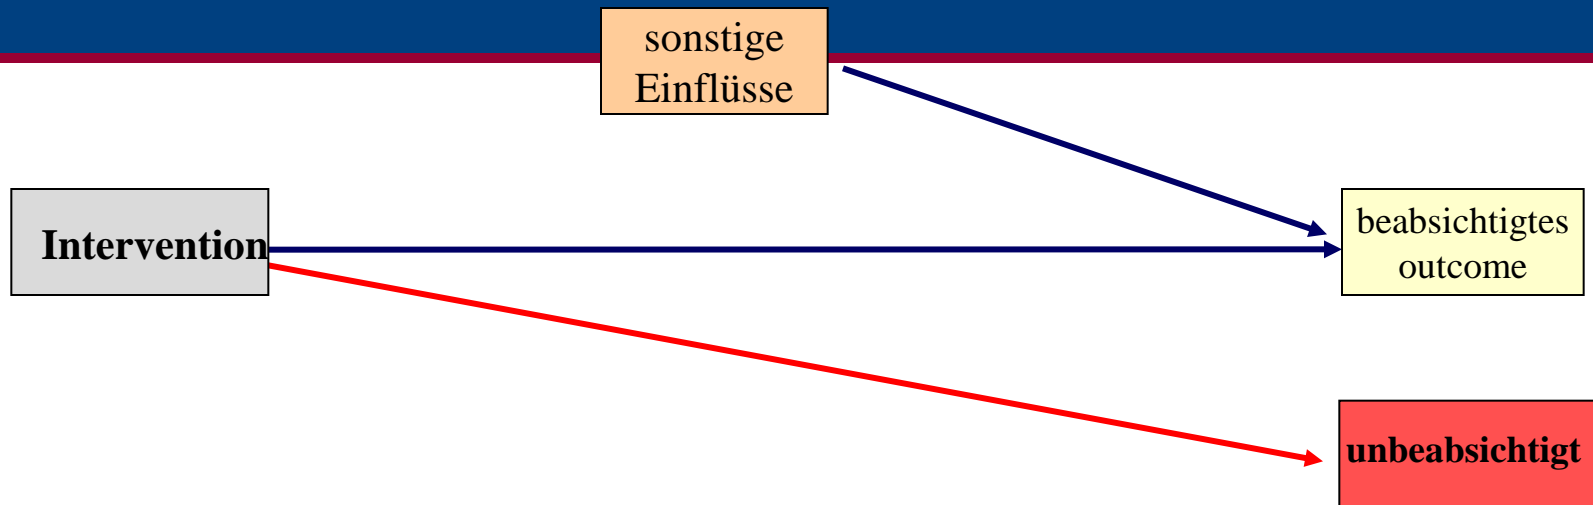 sonstige
Einflüsse
Intervention
beabsichtigtes
outcome
unbeabsichtigt